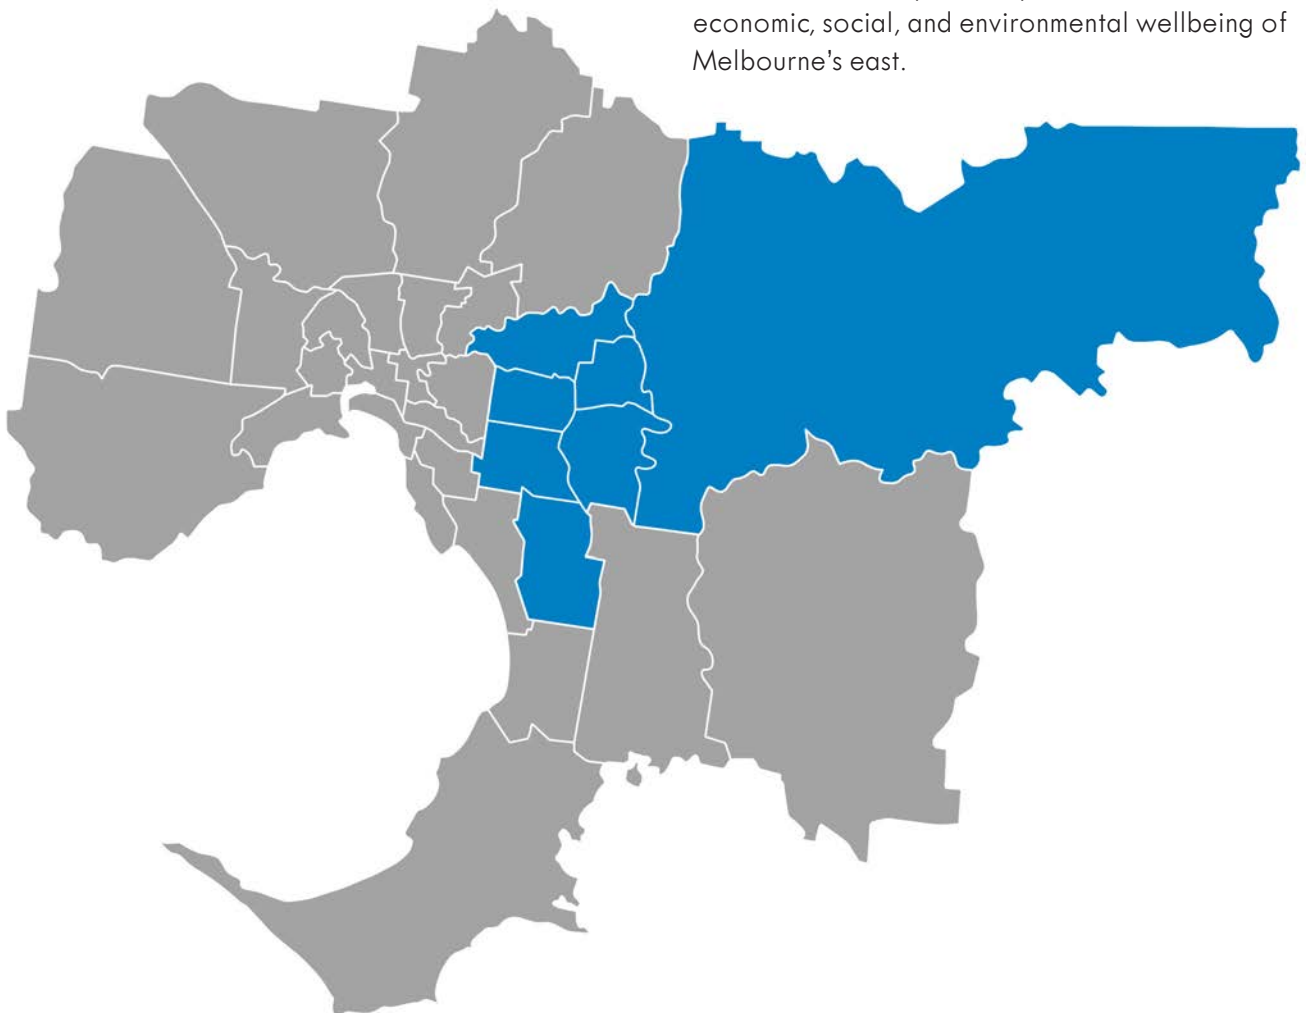 economic, social, and environmental wellbeing of
Melbourne's east.